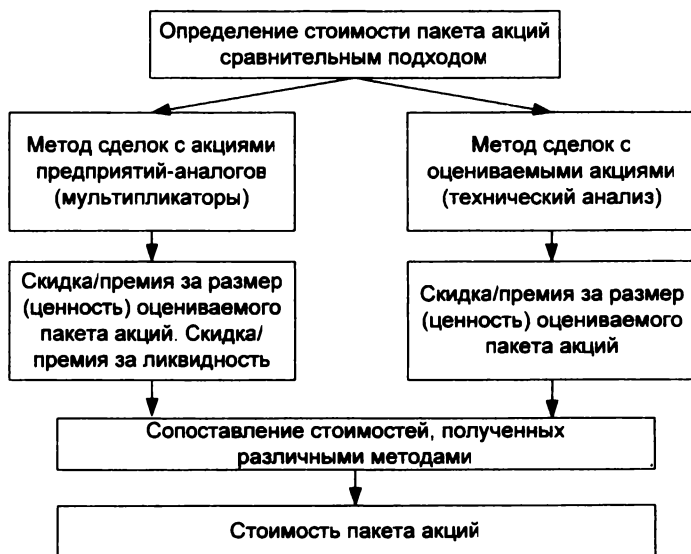 Определение стоимости пакета акций
сравнительным подходом
Метод сделок с акциями
предприятий-аналогов
(мультипликаторы)
Метод сделок с
оцениваемыми акциями
(технический анализ)
Скидка/премия за размер
(ценность) оцениваемого
пакета акций. Скидка/
премия за ликвидность
Скидка/премия за размер
(ценность) оцениваемого
пакета акций
Сопоставление стоимостей, полученных
различными методами
Стоимость пакета акций